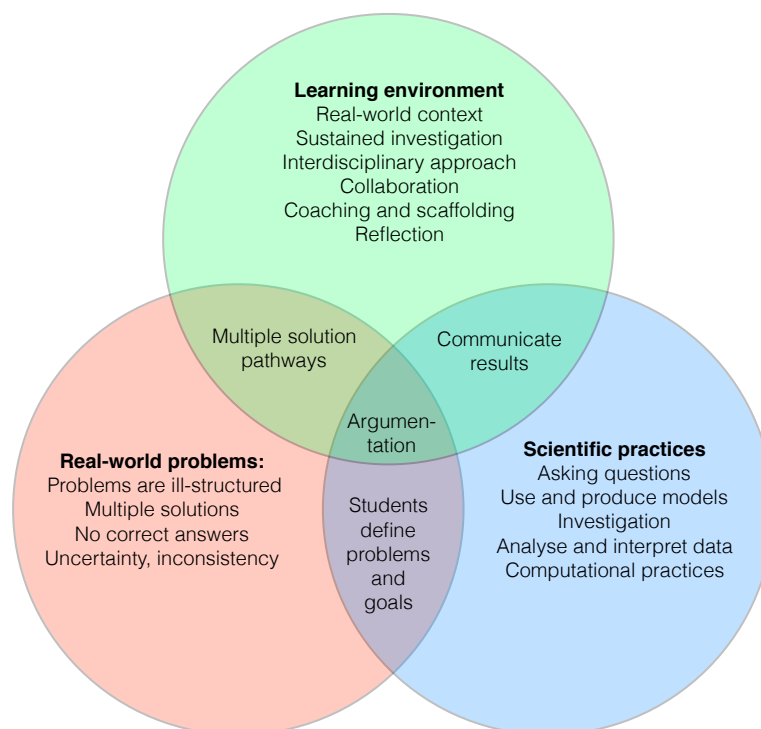 Learning environment
Real-world context
Sustained investigation
Interdisciplinary approach
Collaboration
Coaching and scaffolding
Reflection
Multiple solution
pathways
Communicate
results
Argumen-
tation
Real-world problems:
Problems are ill-structured
Multiple solutions
No correct answers
Uncertainty, inconsistency
Students
define
problems
and
goals
Scientific practices
Asking questions
Use and produce models
Investigation
Analyse and interpret data
Computational practices